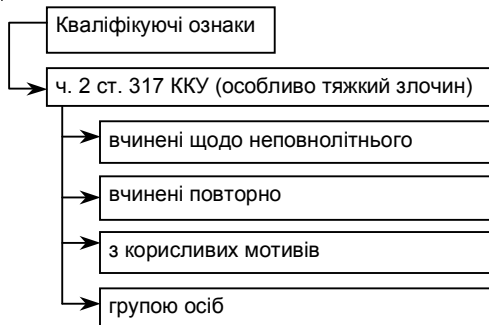 Кваліфікуючі ознаки
ч. 2 ст. 317 ККУ (особливо тяжкий злочин)
вчинені щодо неповнолітнього
вчинені повторно
з корисливих мотивів
групою осіб